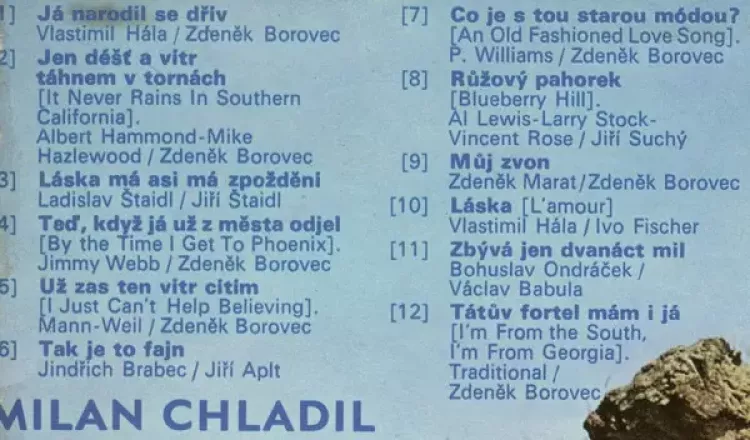 1] Já narodil se dřív
Vlastimil Hála / Zdeněk Borovec
2] Jen déšť a vítr
táhnem v tornách
[It Never Rains In Southern
California].
Albert Hammond-Mike
Hazlewood / Zdeněk Borovec
3] Láska má asi má zpoždění
Ladislav Štaidl / Jiří Štaidl
4] Teď, když já už z města odjel
[By the Time I Get To Phoenix].
Jimmy Webb / Zdeněk Borovec
5] Už zas ten vítr cítím
[I Just Can't Help Believing].
Mann-Weil / Zdeněk Borovec
6] Tak je to fajn
Jindřich Brabec / Jiří Aplt
MILAN CHLADIL
[7] Co je s tou starou módou?
[An Old Fashioned Love Song].
P. Williams / Zdeněk Borovec
[8] Růžový pahorek
[Blueberry Hill].
Al Lewis-Larry Stock-
Vincent Rose / Jiří Suchý
[9] Můj zvon
Zdeněk Marat/Zdeněk Borovec
[10] Láska [L'amour]
Vlastimil Hála / Ivo Fischer
[11] Zbývá jen dvanáct mil
Bohuslav Ondráček /
Václav Babula
[12] Tátův fortel mám i já
[I'm From the South,
I'm From Georgia].
Traditional /
Zdeněk Borovec